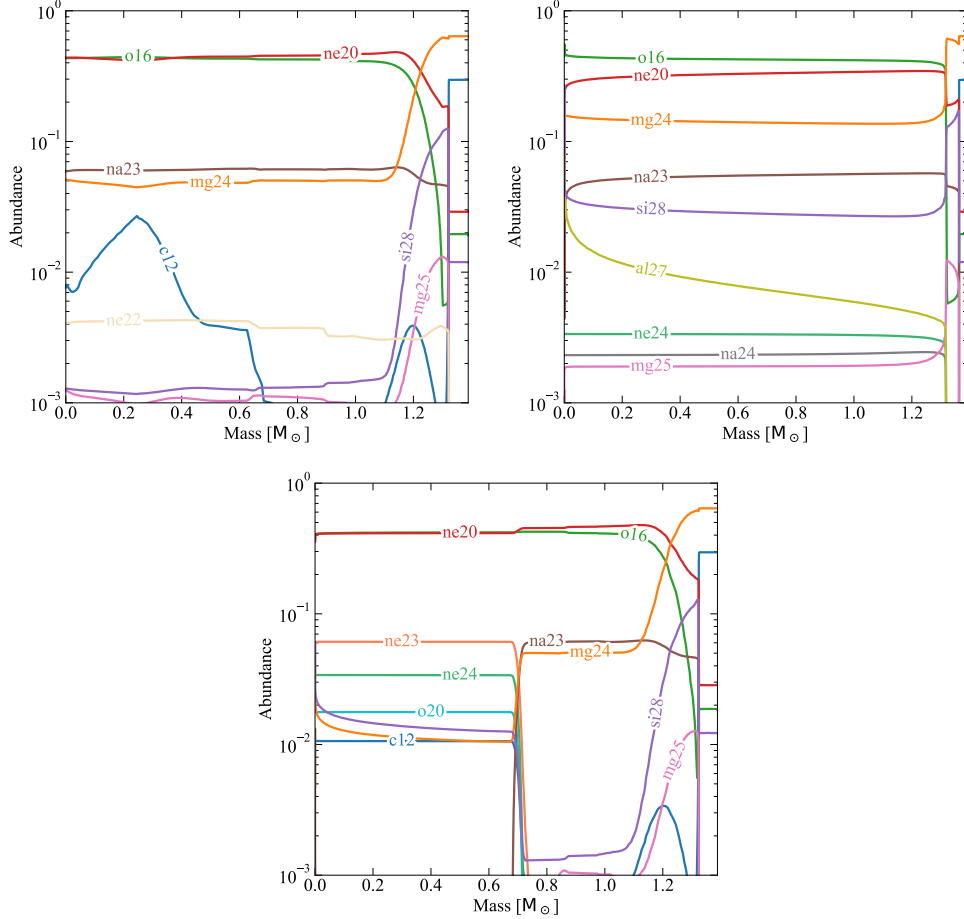 10^0
10^-1
10^-2
10^-3
Abundance
o16
ne20
na23
mg24
c12
ne22
si28
mg25
0.0 0.2 0.4 0.6 0.8 1.0 1.2
Mass [M⊙]
10^0
10^-1
10^-2
10^-3
Abundance
o16
ne20
mg24
na23
si28
al27
ne24
na24
mg25
0.0 0.2 0.4 0.6 0.8 1.0 1.2
Mass [M⊙]
10^0
10^-1
10^-2
10^-3
Abundance
ne20
o16
ne23
na23
mg24
ne24
o20
c12
si28
mg25
0.0 0.2 0.4 0.6 0.8 1.0 1.2
Mass [M⊙]